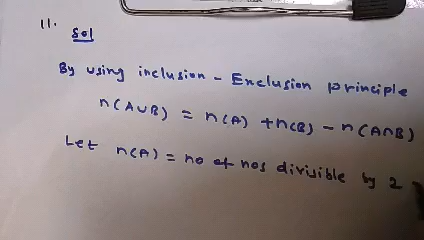 11.
Sol
By using inclusion - Exclusion principle
n(A∪B) = n(A) + n(B) - n(A∩B)
Let n(A) = no of nos divisible by 2